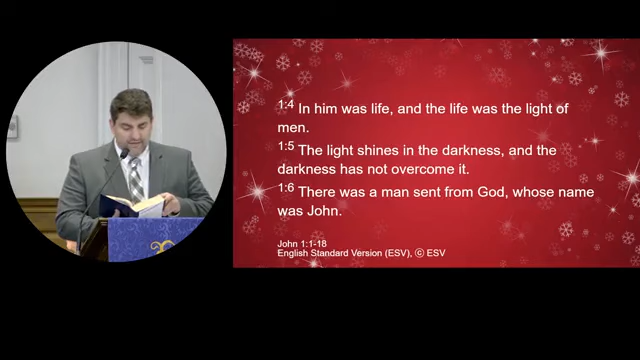 1:4 In him was life, and the life was the light of
men.
1:5 The light shines in the darkness, and the
darkness has not overcome it.
1:6 There was a man sent from God, whose name
was John.
John 1:1-18
English Standard Version (ESV), ⓒ ESV